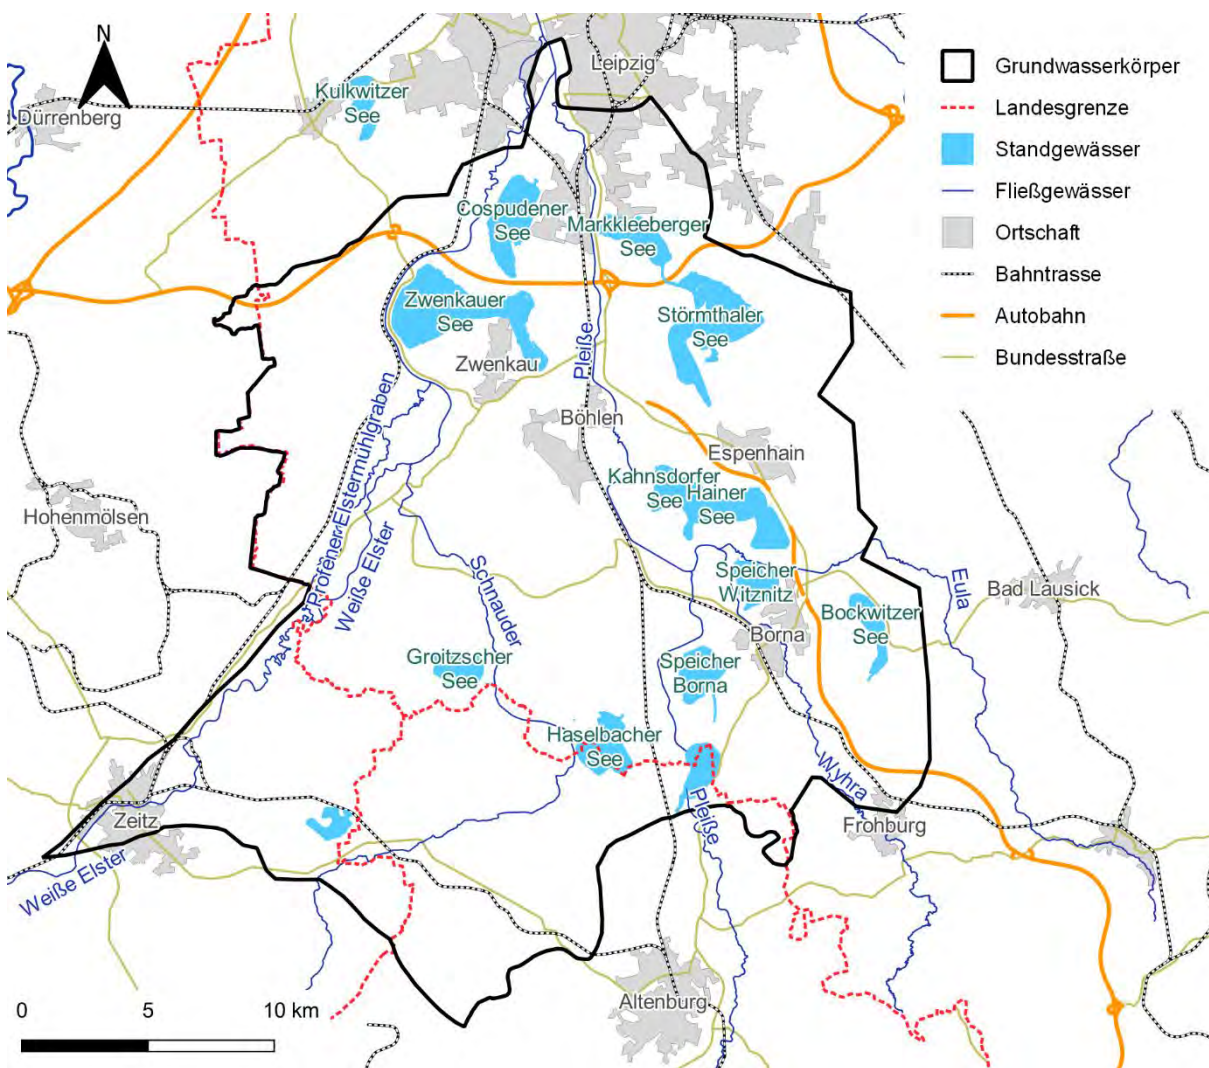 N
Leipzig
Kulkwitzer
See
Dürrenberg
Cospudener
See
Markkleeberger
See
Zwenkauer
See
Störmthaler
See
Zwenkau
Pleiße
Böhlen
Profener Elstermühlgraben
Espenhain
Kahnsdorfer
See
Hainer
See
Hohenmölsen
Weiße Elster
Schnauder
Speicher
Witznitz
Eula
Bad Lausick
Bockwitzer
See
Borna
Groitzscher
See
Speicher
Borna
Haselbacher
See
Wyhra
Pleiße
Frohburg
Zeitz
Weiße Elster
Altenburg
0 5 10 km
Grundwasserkörper
Landesgrenze
Standgewässer
Fließgewässer
Ortschaft
Bahntrasse
Autobahn
Bundesstraße